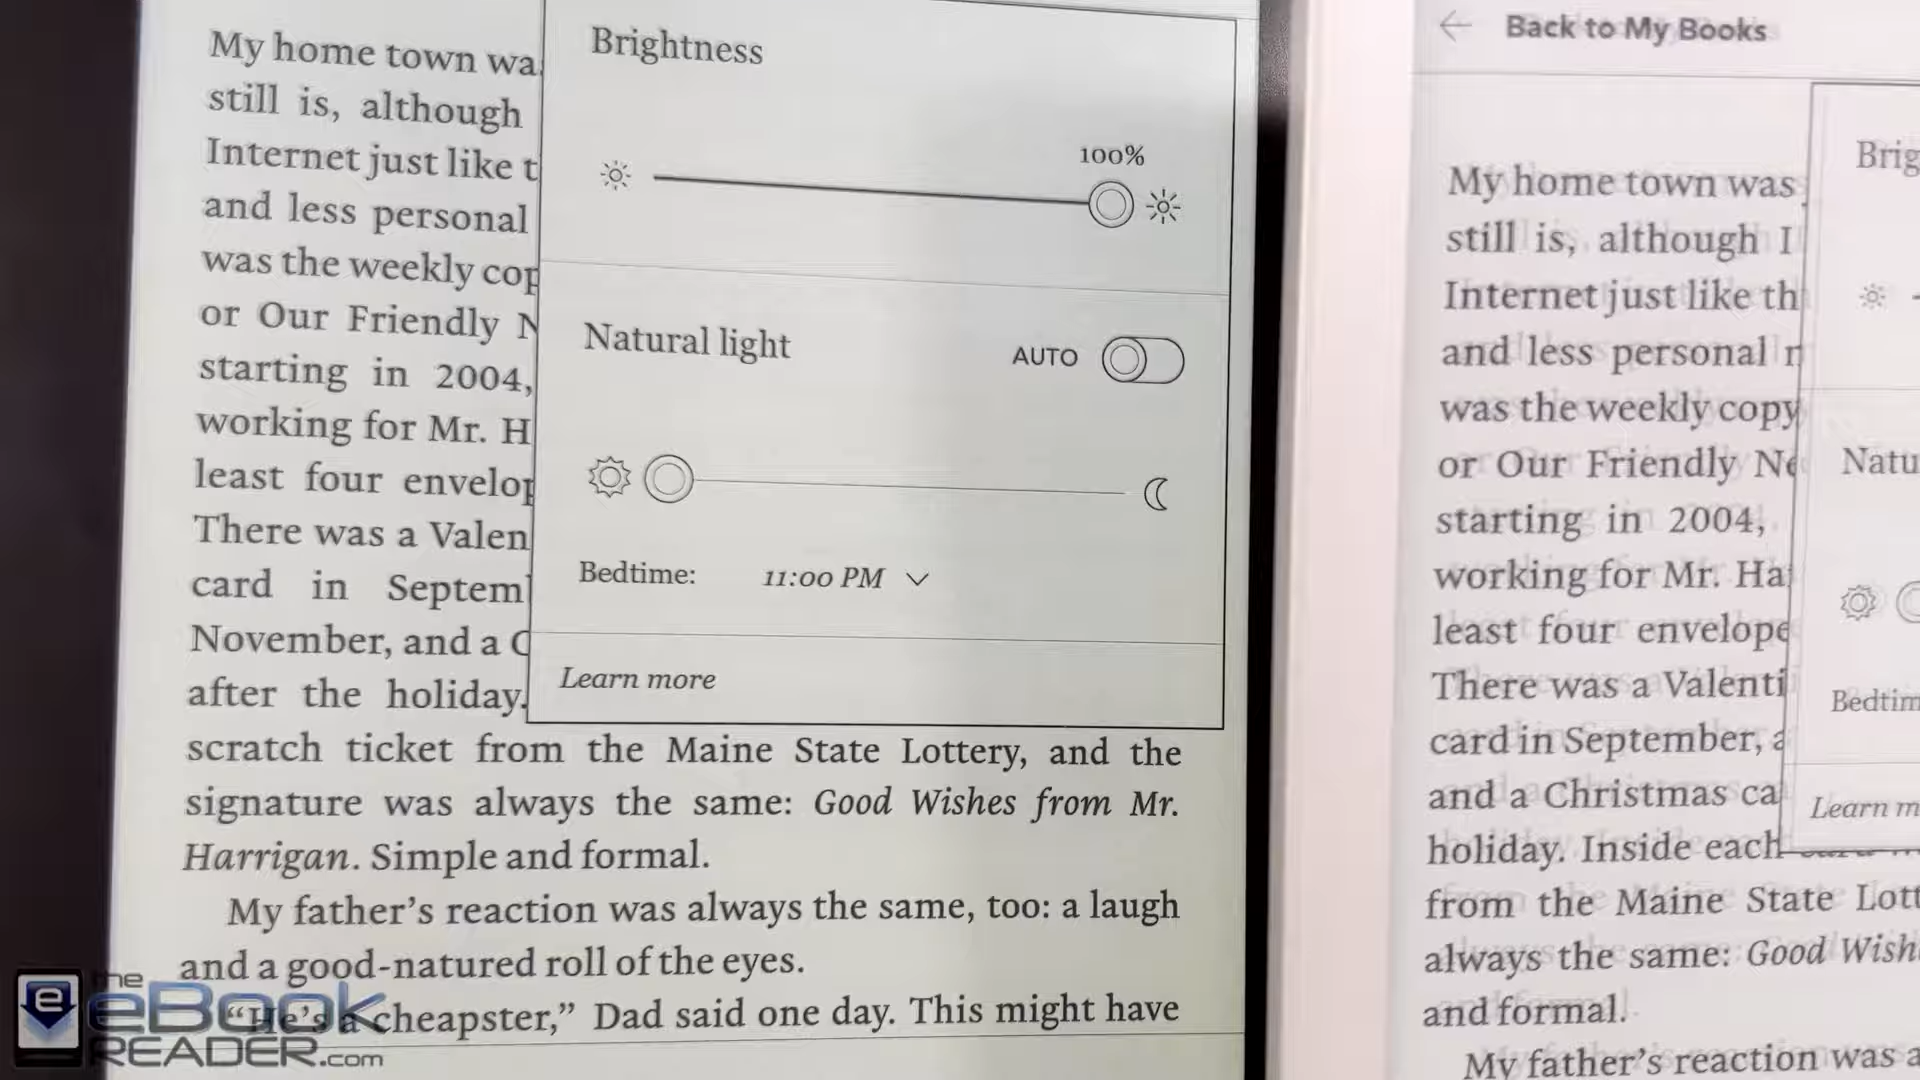 My home town wa
still is, although
Internet just like t
and less personal
was the weekly cop
or Our Friendly N
starting in 2004,
working for Mr. H
least four envelop
There was a Valen
card in Septem
November, and a C
after the holiday.
scratch ticket from the Maine State Lottery, and the
signature was always the same: Good Wishes from Mr.
Harrigan. Simple and formal.
My father’s reaction was always the same, too: a laugh
and a good-natured roll of the eyes.
“He’s a cheapster,” Dad said one day. This might have
Brightness
100%
Natural light
AUTO
Bedtime: 11:00 PM
Learn more
Back to My Books
My home town was
still is, although I
Internet just like th
and less personal
was the weekly copy
or Our Friendly Ne
starting in 2004,
working for Mr. Ha
least four envelope
There was a Valenti
card in September, a
and a Christmas ca
holiday. Inside each
from the Maine State Lott
always the same: Good Wish
and formal.
My father’s reaction was a
Brig
Natu
Bedtim
Learn m
the
eBook
READER.com